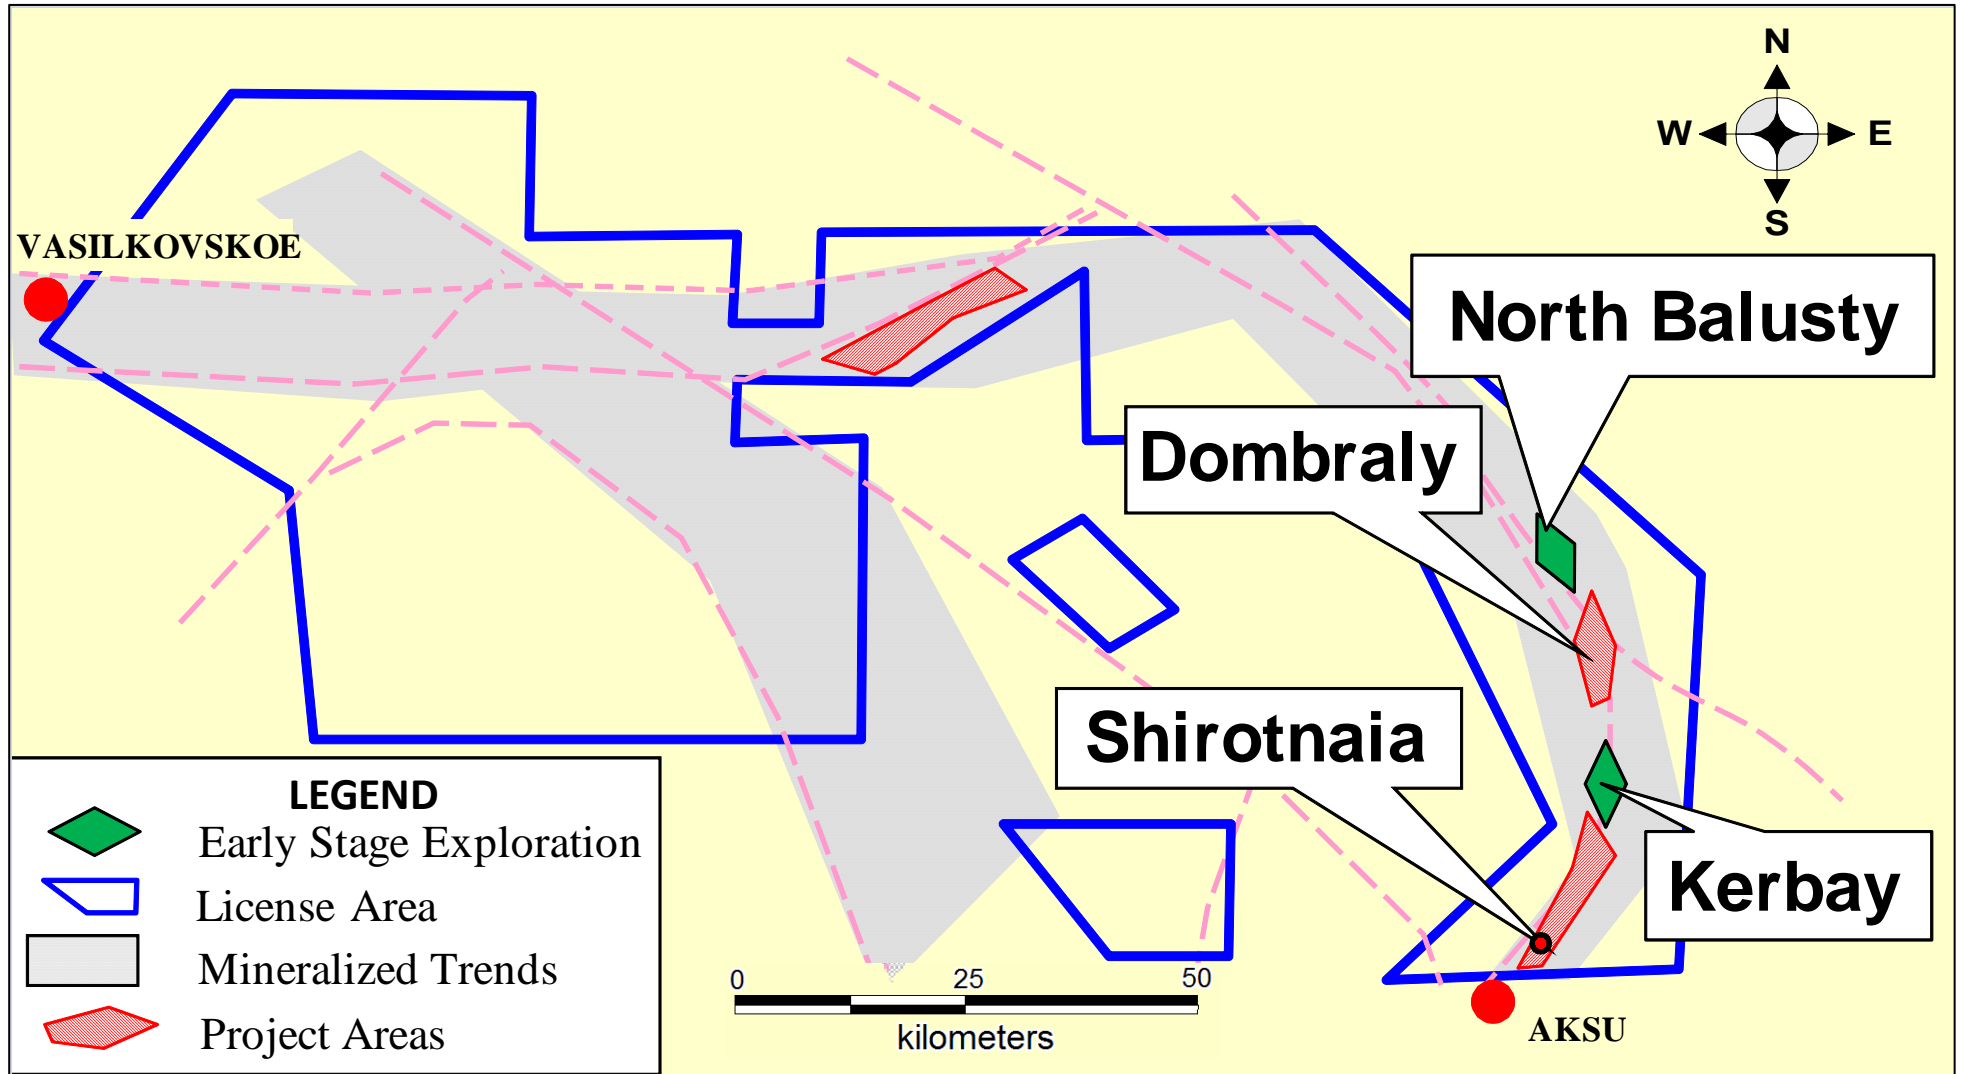 N
W E
S
VASILKOVSKOE
North Balusty
Dombraly
Shirotnaia
Kerbay
LEGEND
Early Stage Exploration
License Area
Mineralized Trends
Project Areas
0 25 50
kilometers
AKSU